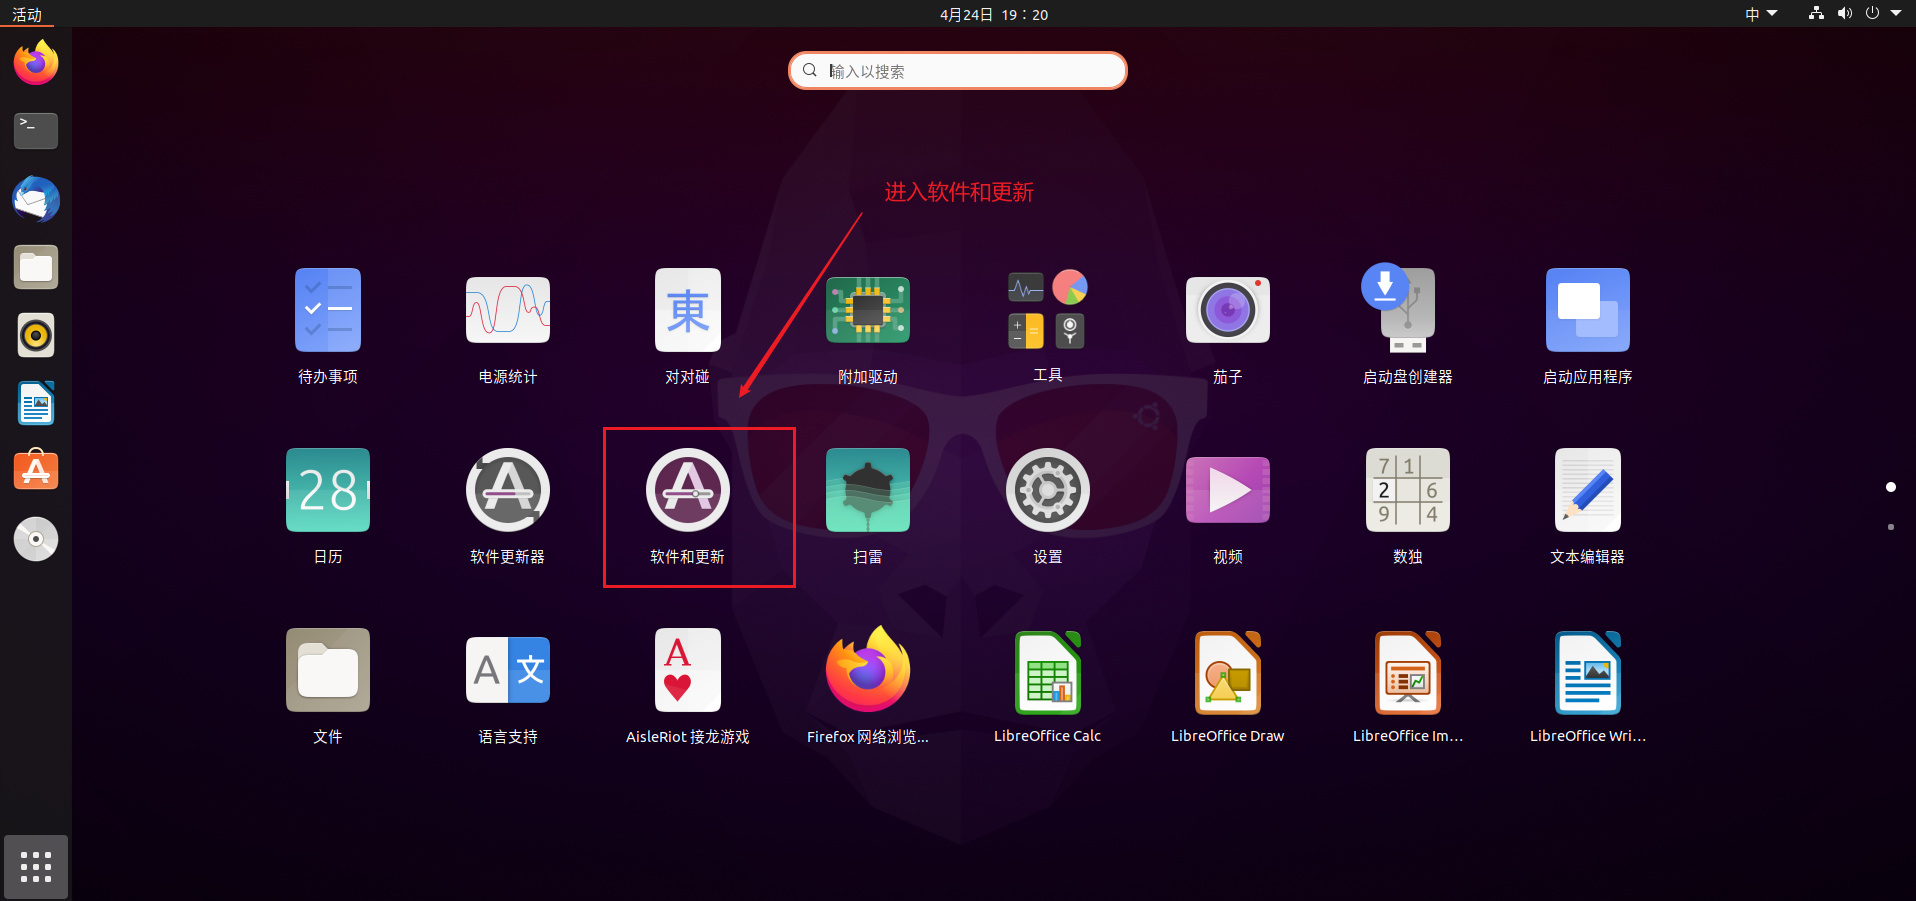 活动
4月24日 19：20
中
输入以搜索
进入软件和更新
東
待办事项
电源统计
对对碰
附加驱动
工具
茄子
启动盘创建器
启动应用程序
28
7 1
2 6
9 4
日历
软件更新器
软件和更新
扫雷
设置
视频
数独
文本编辑器
A 文
A
文件
语言支持
AisleRiot 接龙游戏
Firefox 网络浏览...
LibreOffice Calc
LibreOffice Draw
LibreOffice Im...
LibreOffice Wri...